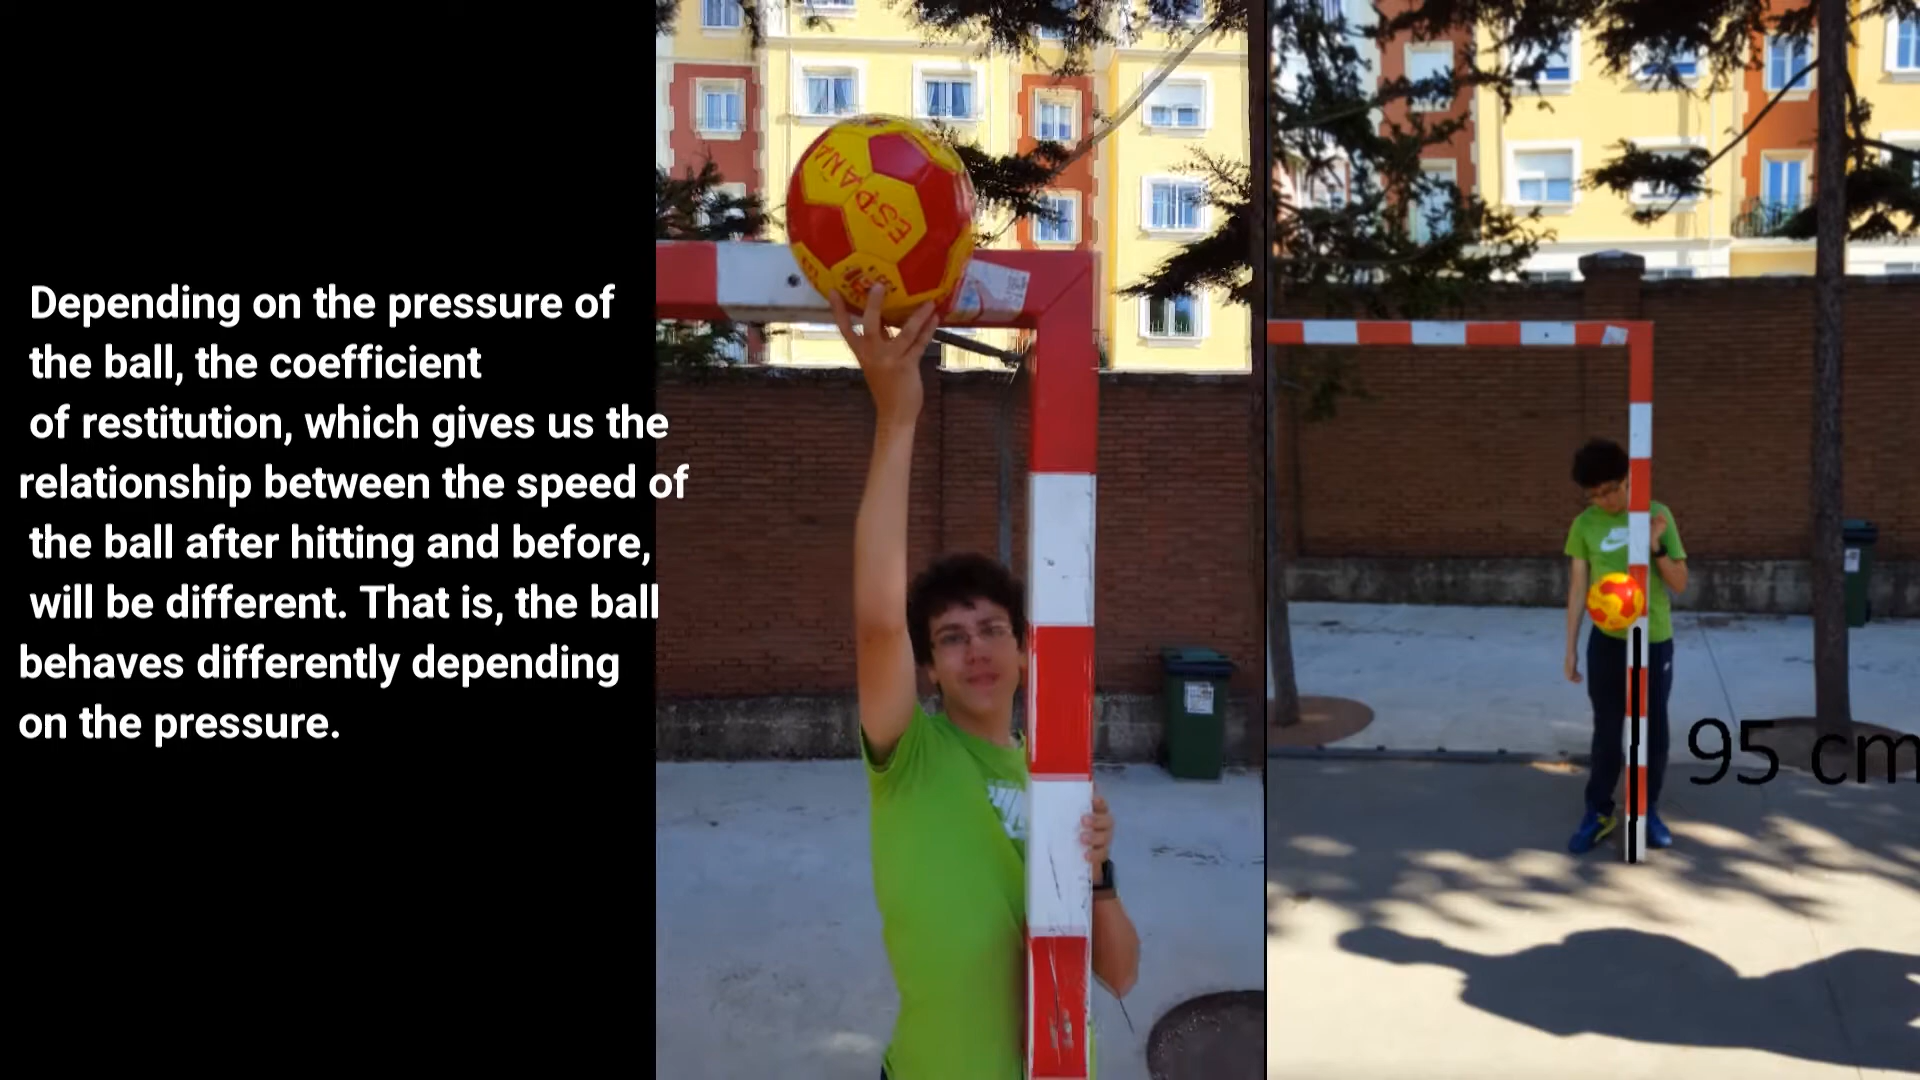 Depending on the pressure of
the ball, the coefficient
of restitution, which gives us the
relationship between the speed of
the ball after hitting and before,
will be different. That is, the ball
behaves differently depending
on the pressure.
ESPAÑA
95 cm